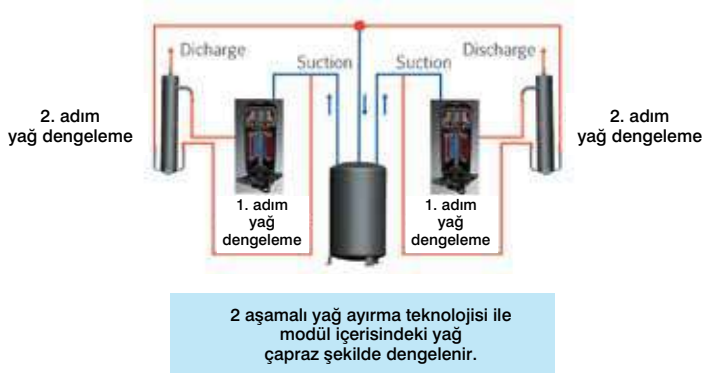 Dicharge
Discharge
Suction
Suction
2. adım
yağ dengeleme
2. adım
yağ dengeleme
1. adım
yağ
dengeleme
1. adım
yağ
dengeleme
2 aşamalı yağ ayırma teknolojisi ile
modül içerisindeki yağ
çapraz şekilde dengelenir.